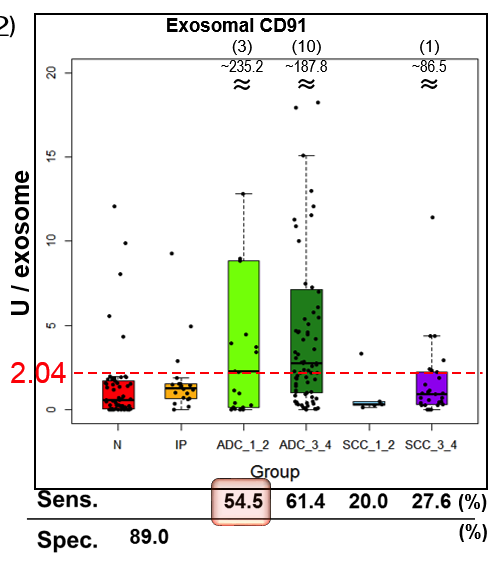 2)
Exosomal CD91
(3) (10) (1)
~235.2 ~187.8 ~86.5
≈ ≈ ≈
20
15
10
5
0
U / exosome
2.04
N IP ADC_1_2 ADC_3_4 SCC_1_2 SCC_3_4
Group
Sens. 54.5 61.4 20.0 27.6 (%)
Spec. 89.0 (%)